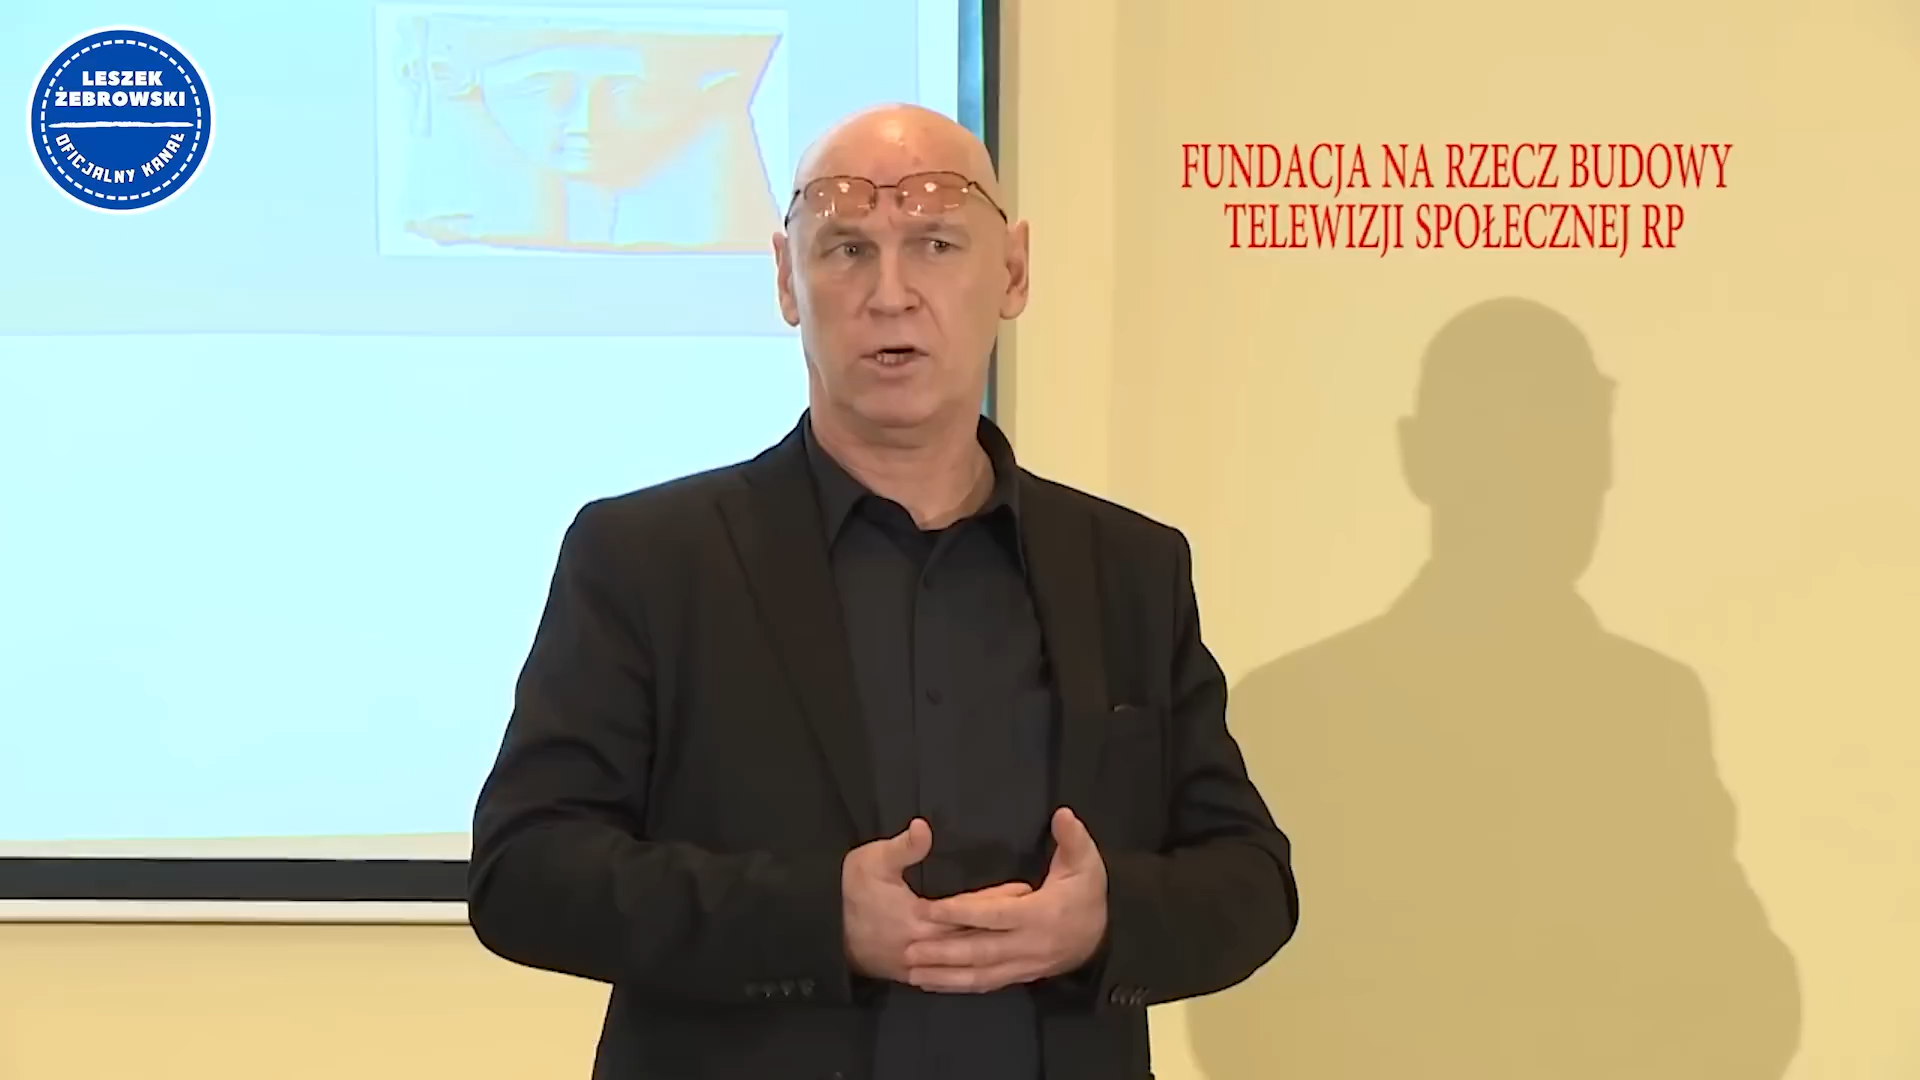 LESZEK
ŻEBROWSKI
OFICJALNY KANAŁ
FUNDACJA NA RZECZ BUDOWY
TELEWIZJI SPOŁECZNEJ RP